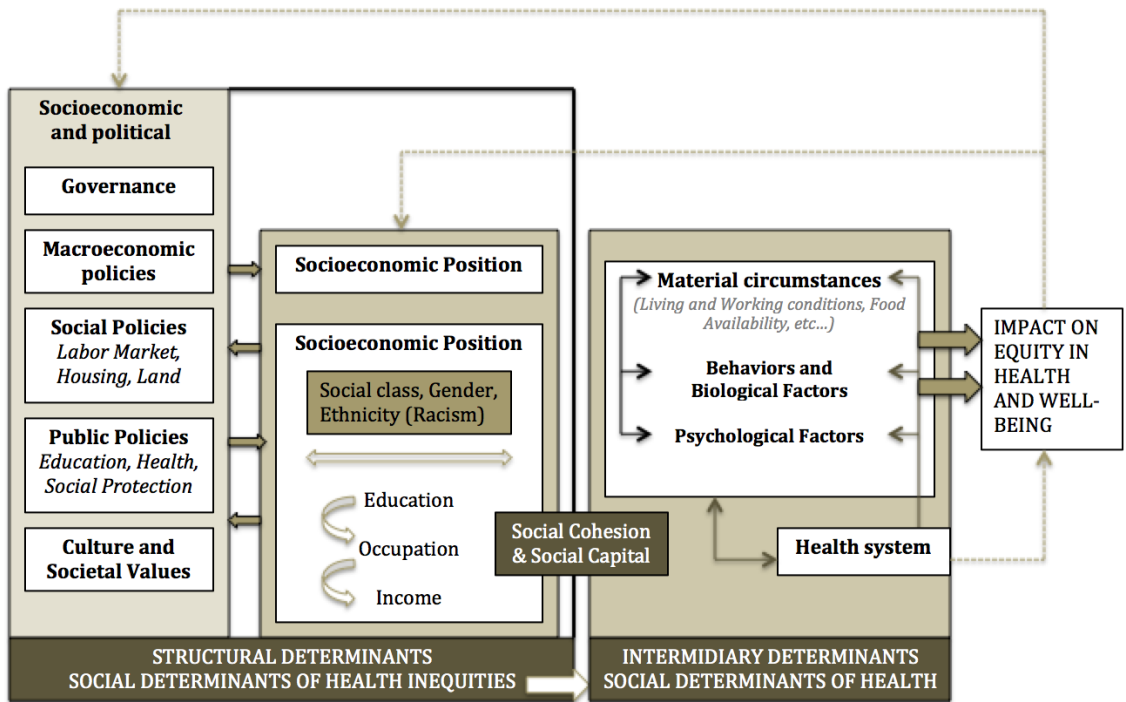 Socioeconomic
and political
Governance
Macroeconomic
policies
Social Policies
Labor Market,
Housing, Land
Public Policies
Education, Health,
Social Protection
Culture and
Societal Values
Socioeconomic Position
Socioeconomic Position
Social class, Gender,
Ethnicity (Racism)
Education
Occupation
Income
Social Cohesion
& Social Capital
Material circumstances
(Living and Working conditions, Food
Availability, etc...)
Behaviors and
Biological Factors
Psychological Factors
Health system
IMPACT ON
EQUITY IN
HEALTH
AND WELL-
BEING
STRUCTURAL DETERMINANTS
SOCIAL DETERMINANTS OF HEALTH INEQUITIES
INTERMIDIARY DETERMINANTS
SOCIAL DETERMINANTS OF HEALTH